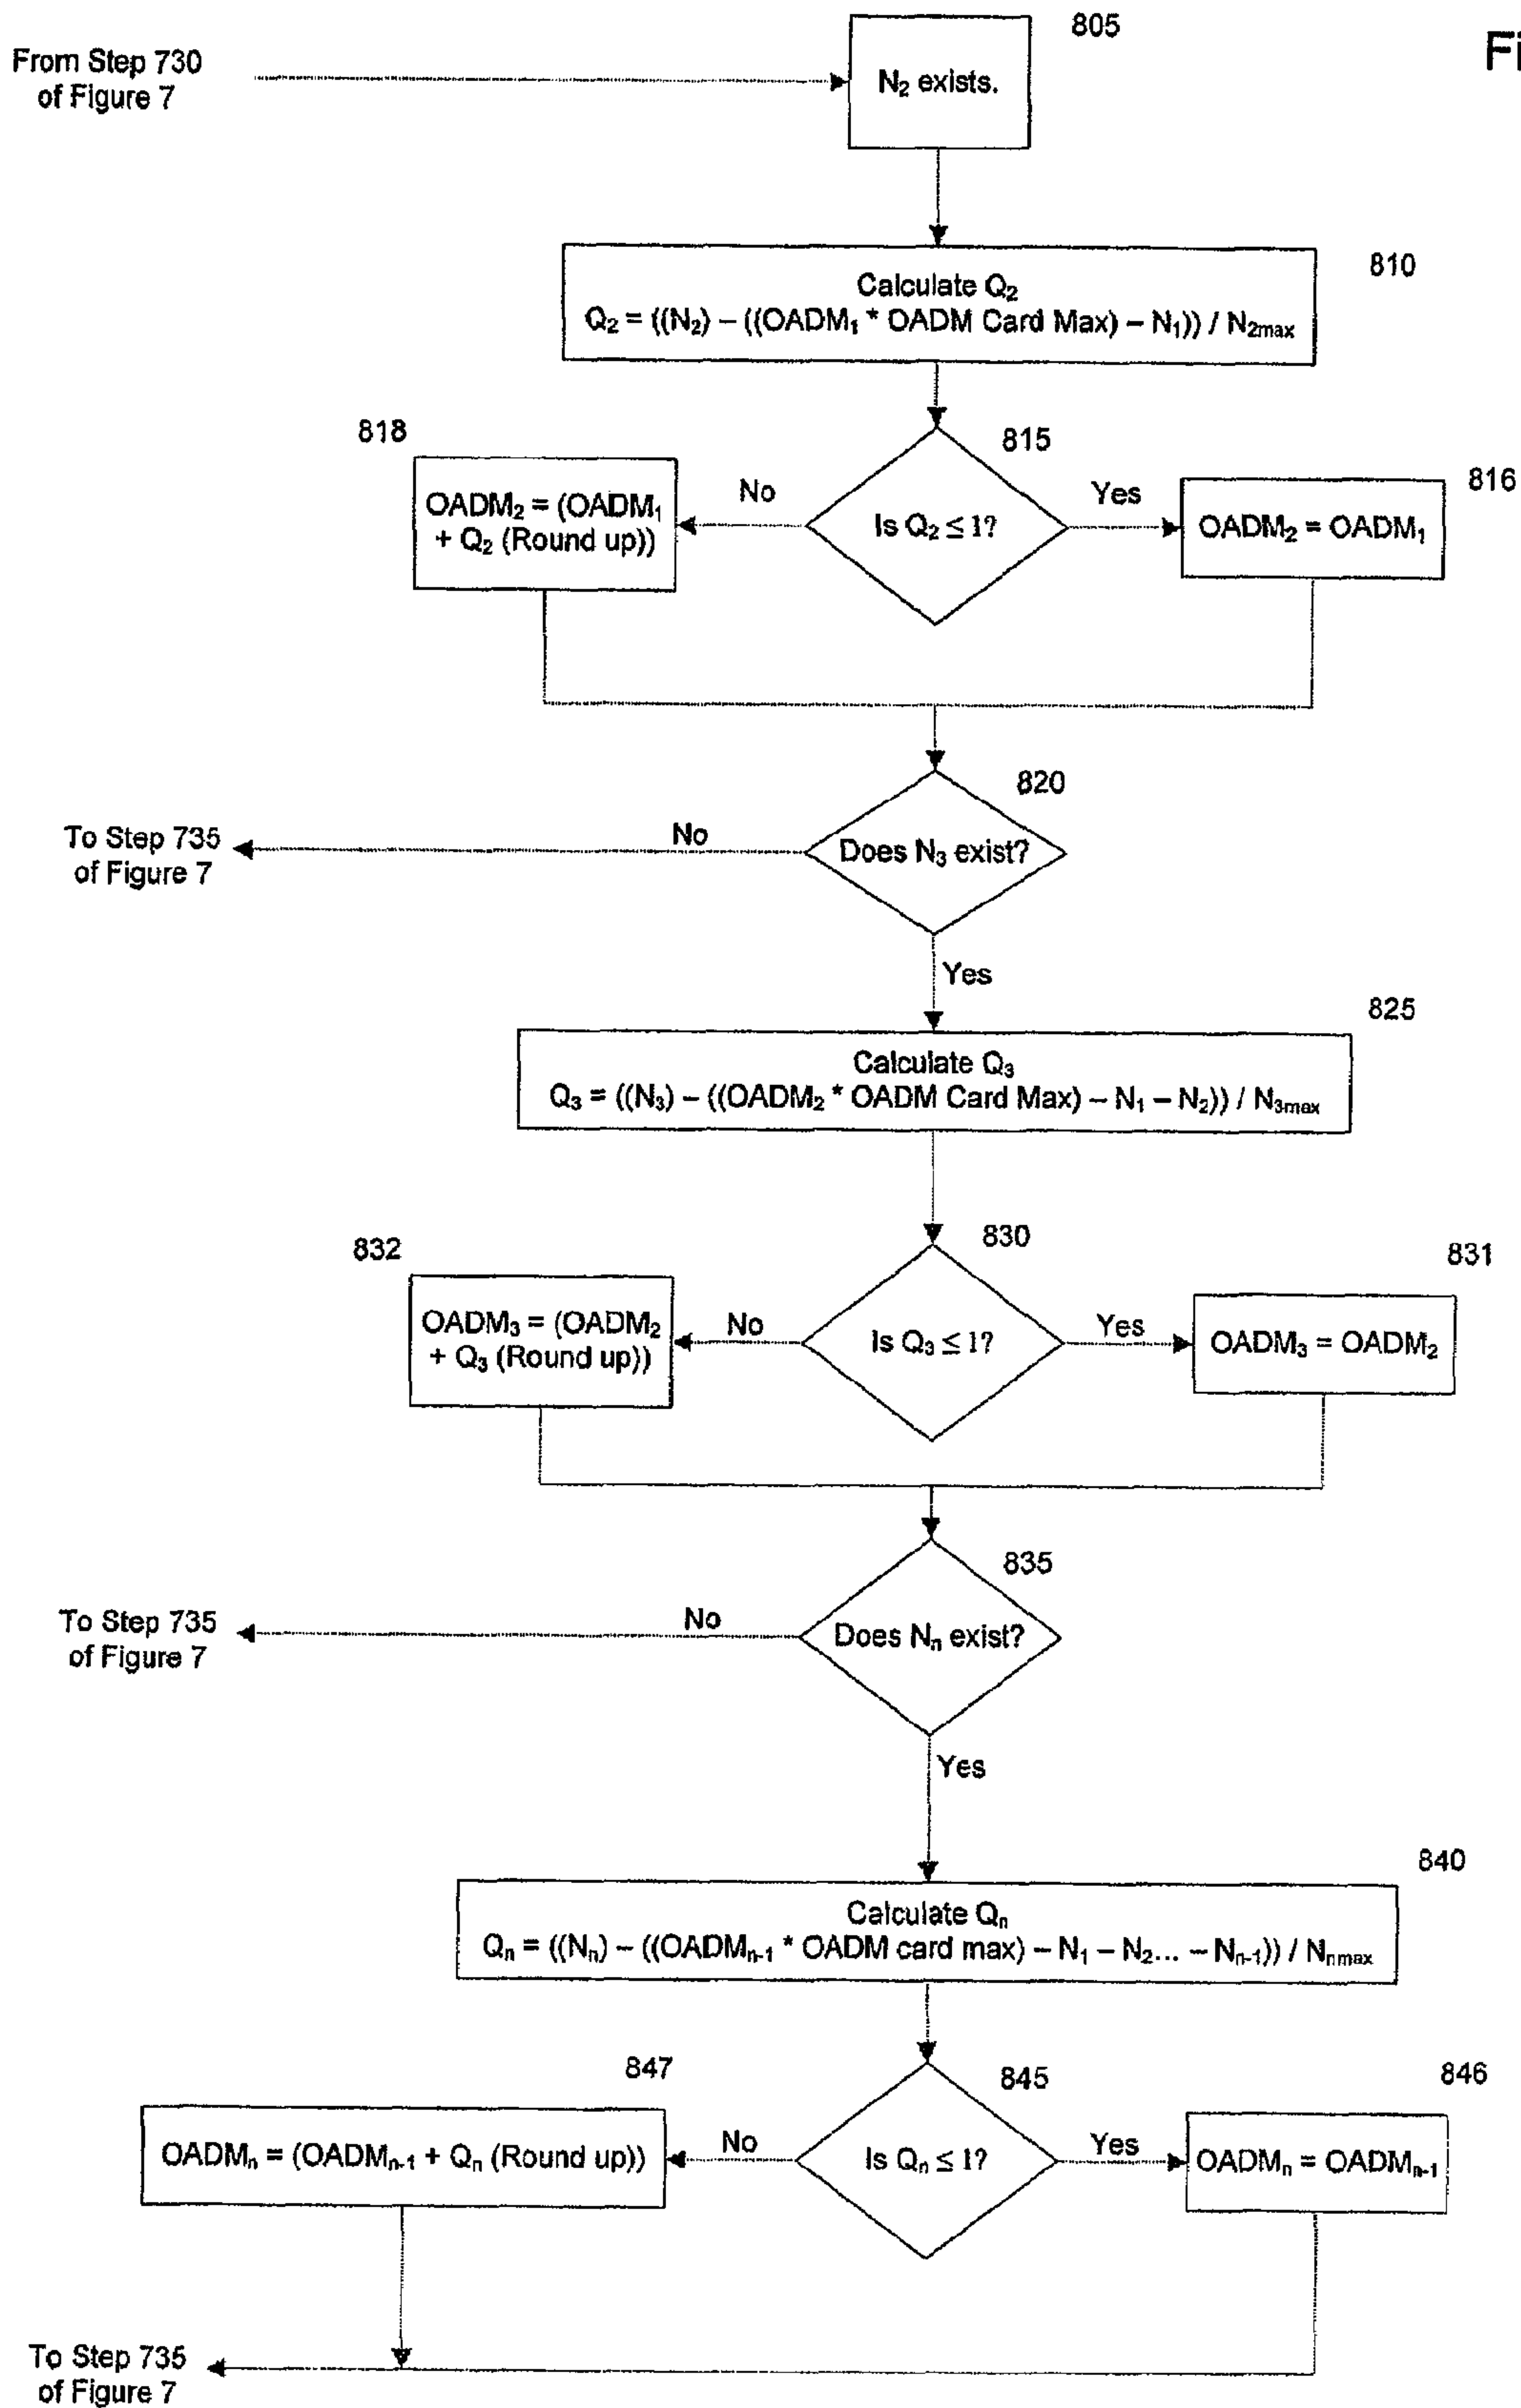 805
Fi
From Step 730
of Figure 7
N₂ exists.
810
Calculate Q₂
Q₂ = ((N₂) – ((OADM₁ * OADM Card Max) – N₁)) / N₂max
818
815
816
OADM₂ = (OADM₁
+ Q₂ (Round up))
No
Is Q₂ ≤ 1?
Yes
OADM₂ = OADM₁
820
To Step 735
of Figure 7
No
Does N₃ exist?
Yes
825
Calculate Q₃
Q₃ = ((N₃) – ((OADM₂ * OADM Card Max) – N₁ – N₂)) / N₃max
832
830
831
OADM₃ = (OADM₂
+ Q₃ (Round up))
No
Is Q₃ ≤ 1?
Yes
OADM₃ = OADM₂
835
To Step 735
of Figure 7
No
Does Nₙ exist?
Yes
840
Calculate Qₙ
Qₙ = ((Nₙ) – ((OADMₙ₋₁ * OADM card max) – N₁ – N₂... – Nₙ₋₁)) / Nₙmax
847
845
846
OADMₙ = (OADMₙ₋₁ + Qₙ (Round up))
No
Is Qₙ ≤ 1?
Yes
OADMₙ = OADMₙ₋₁
To Step 735
of Figure 7